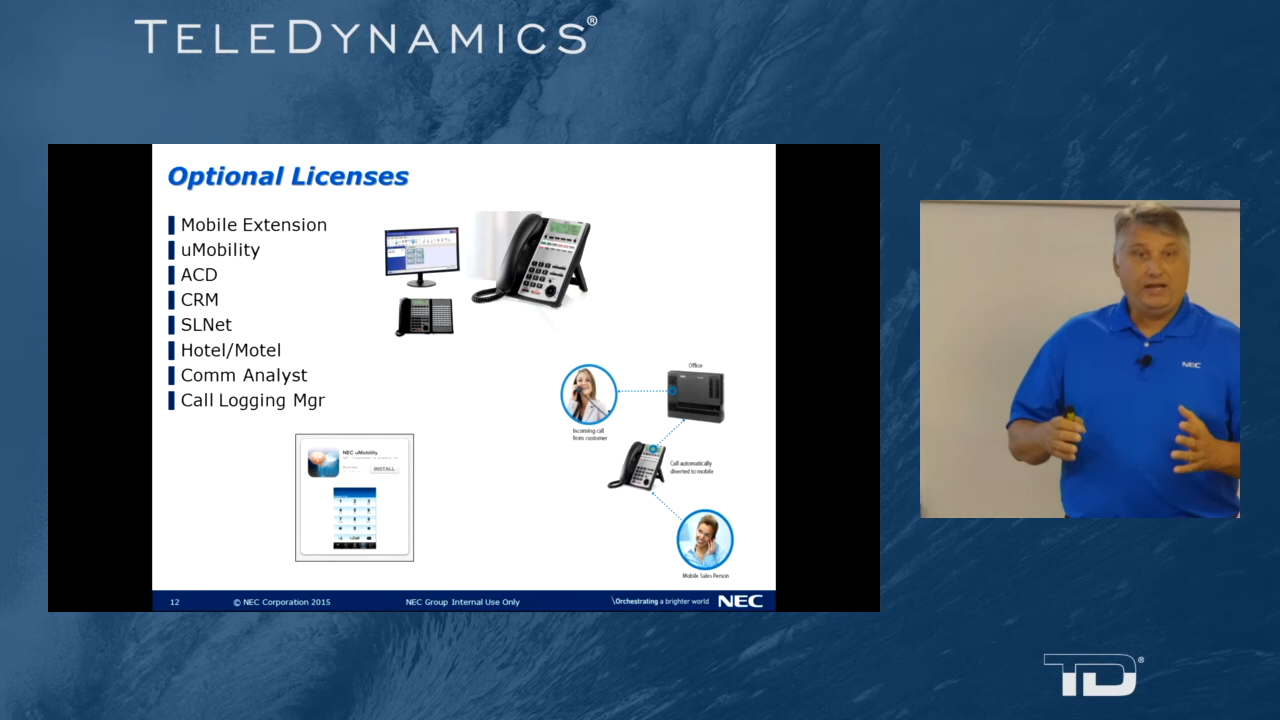 TELEDYNAMICS®
Optional Licenses
Mobile Extension
uMobility
ACD
CRM
SLNet
Hotel/Motel
Comm Analyst
Call Logging Mgr
Office
Incoming call
from customer
Call automatically
diverted to mobile
Mobile Sales Person
NEC uMobility
INSTALL
12
© NEC Corporation 2015
NEC Group Internal Use Only
\Orchestrating a brighter world
NEC
NEC
TD®